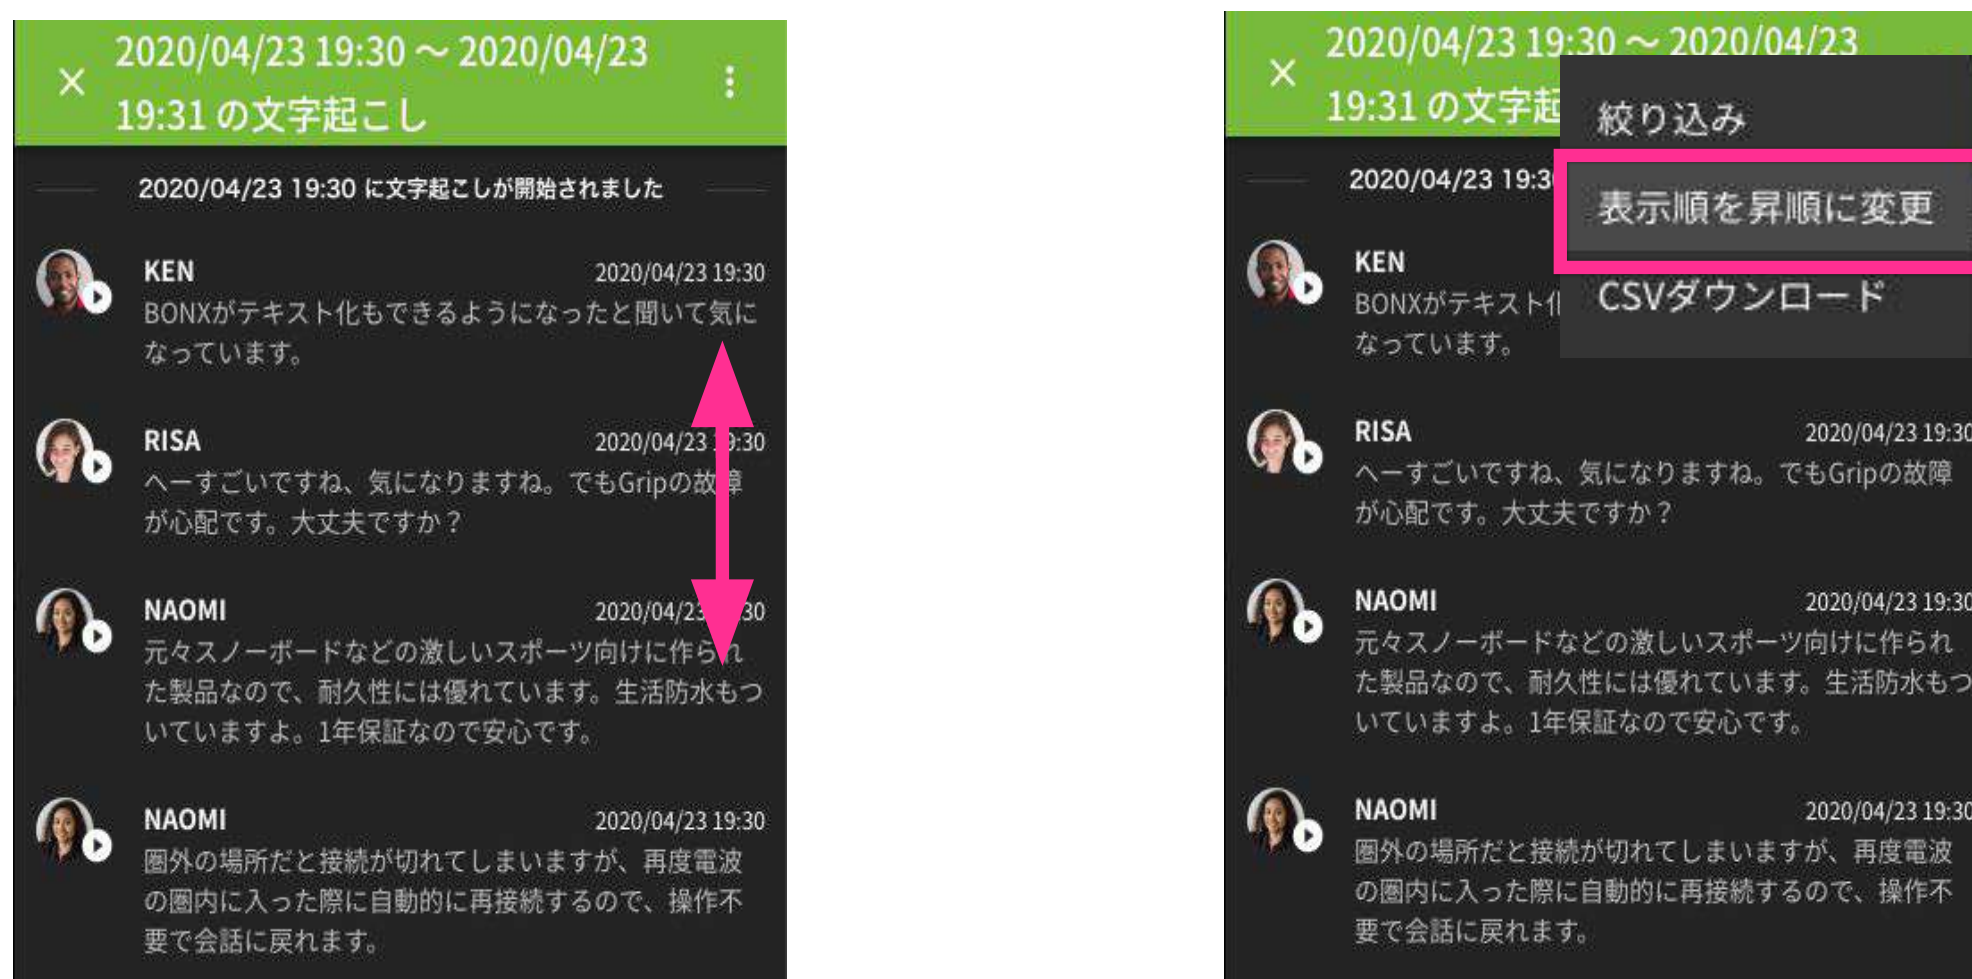 2020/04/23 19:30 ～ 2020/04/23
19:31 の文字起こし
2020/04/23 19:30 に文字起こしが開始されました
KEN
2020/04/23 19:30
BONXがテキスト化もできるようになったと聞いて気に
なっています。
RISA
2020/04/23 19:30
へーすごいですね、気になりますね。でもGripの故障
が心配です。大丈夫ですか？
NAOMI
2020/04/23 19:30
元々スノーボードなどの激しいスポーツ向けに作られ
た製品なので、耐久性には優れています。生活防水もつ
いていますよ。1年保証なので安心です。
NAOMI
2020/04/23 19:30
圏外の場所だと接続が切れてしまいますが、再度電波
の圏内に入った際に自動的に再接続するので、操作不
要で会話に戻れます。
2020/04/23 19:30 ～ 2020/04/23
19:31 の文字起
絞り込み
表示順を昇順に変更
CSVダウンロード
2020/04/23 19:3
KEN
BONXがテキスト
なっています。
RISA
2020/04/23 19:30
へーすごいですね、気になりますね。でもGripの故障
が心配です。大丈夫ですか？
NAOMI
2020/04/23 19:30
元々スノーボードなどの激しいスポーツ向けに作られ
た製品なので、耐久性には優れています。生活防水もつ
いていますよ。1年保証なので安心です。
NAOMI
2020/04/23 19:30
圏外の場所だと接続が切れてしまいますが、再度電波
の圏内に入った際に自動的に再接続するので、操作不
要で会話に戻れます。